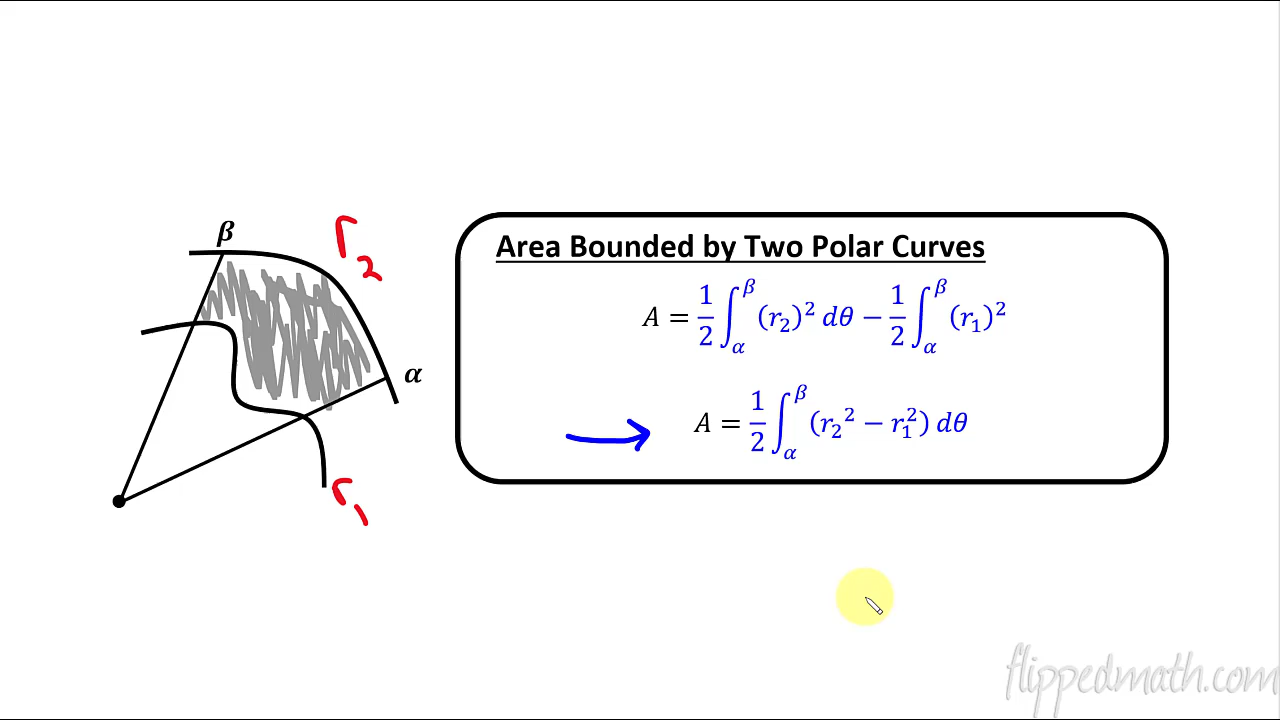 β
r₂
α
r₁
Area Bounded by Two Polar Curves
A = 1/2 ∫_α^β (r₂)² dθ − 1/2 ∫_α^β (r₁)²
A = 1/2 ∫_α^β (r₂² − r₁²) dθ
flippedmath.com